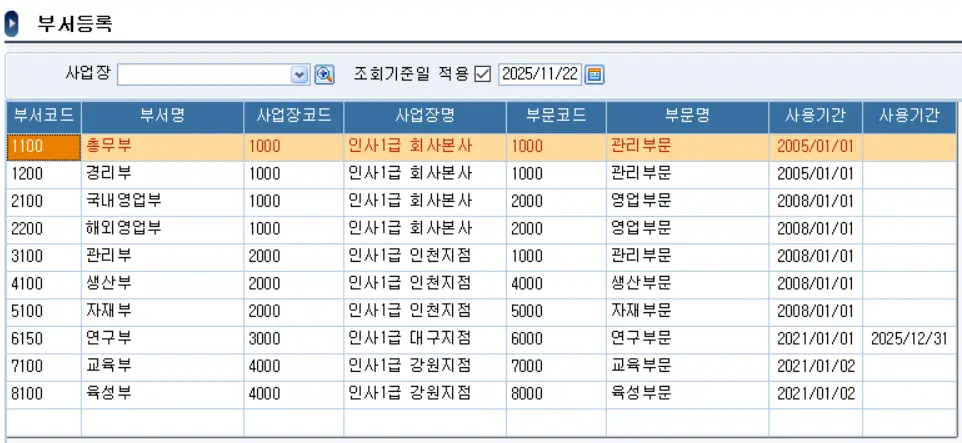 부서등록
사업장 조회기준일 적용 2025/11/22
부서코드 부서명 사업장코드 사업장명 부문코드 부문명 사용기간 사용기간
1100 총무부 1000 인사1급 회사본사 1000 관리부문 2005/01/01
1200 경리부 1000 인사1급 회사본사 1000 관리부문 2005/01/01
2100 국내영업부 1000 인사1급 회사본사 2000 영업부문 2008/01/01
2200 해외영업부 1000 인사1급 회사본사 2000 영업부문 2008/01/01
3100 관리부 2000 인사1급 인천지점 1000 관리부문 2008/01/01
4100 생산부 2000 인사1급 인천지점 4000 생산부문 2008/01/01
5100 자재부 2000 인사1급 인천지점 5000 자재부문 2008/01/01
6150 연구부 3000 인사1급 대구지점 6000 연구부문 2021/01/01 2025/12/31
7100 교육부 4000 인사1급 강원지점 7000 교육부문 2021/01/02
8100 육성부 4000 인사1급 강원지점 8000 육성부문 2021/01/02